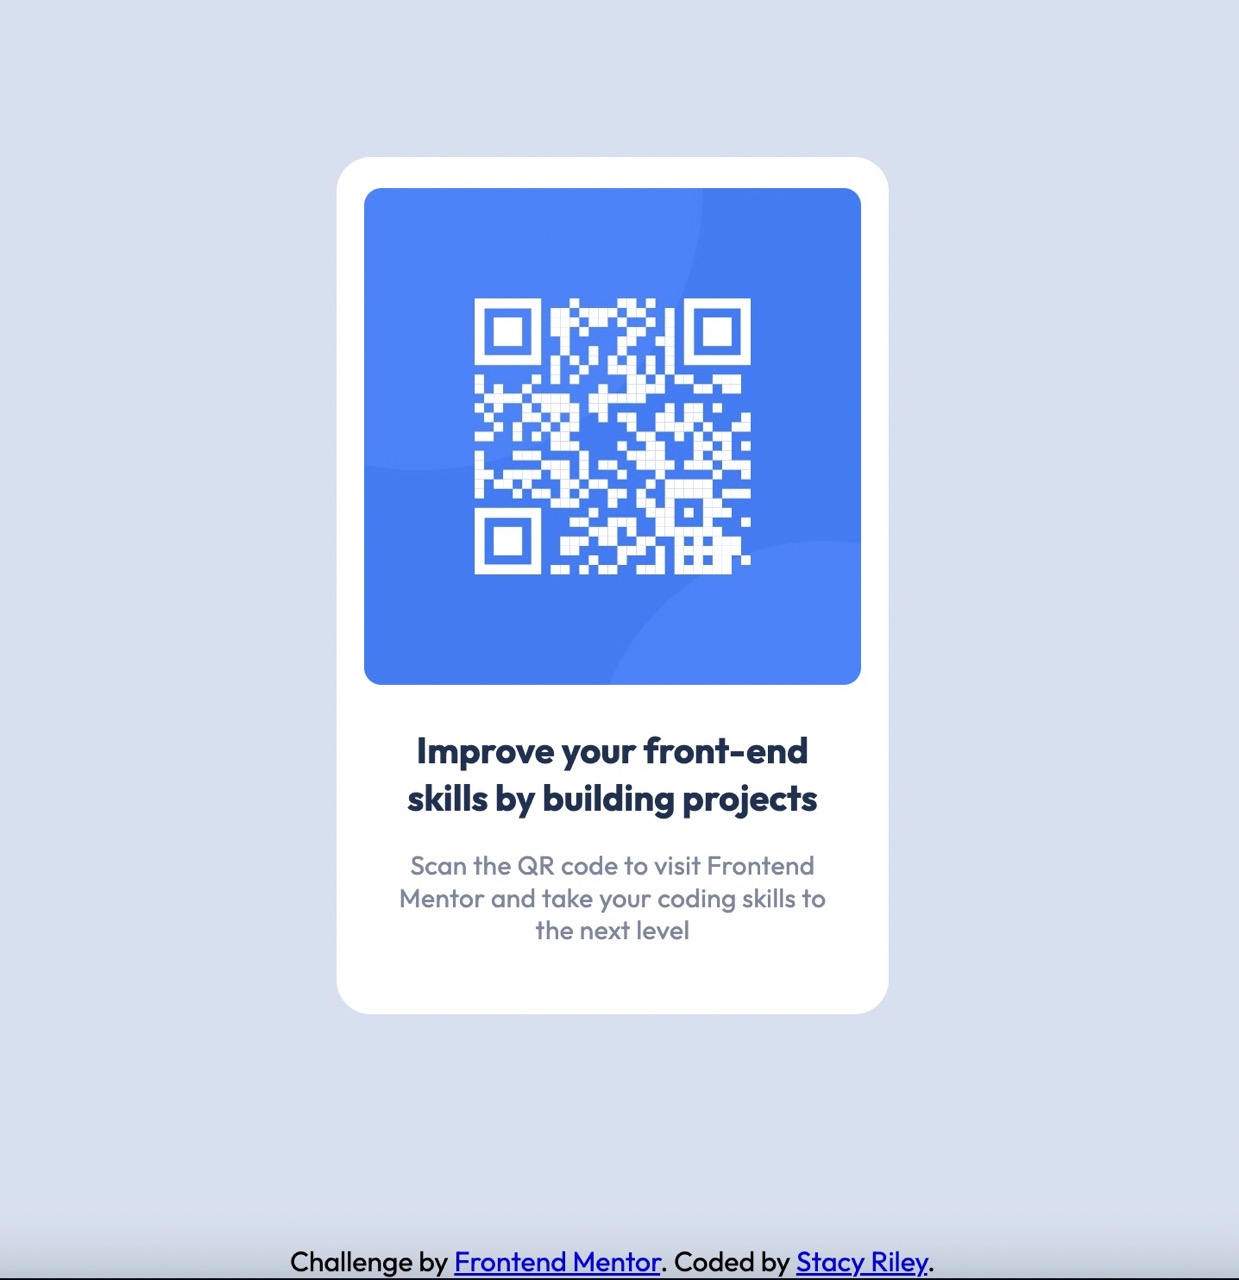 Improve your front-end
skills by building projects
Scan the QR code to visit Frontend
Mentor and take your coding skills to
the next level
Challenge by Frontend Mentor. Coded by Stacy Riley.